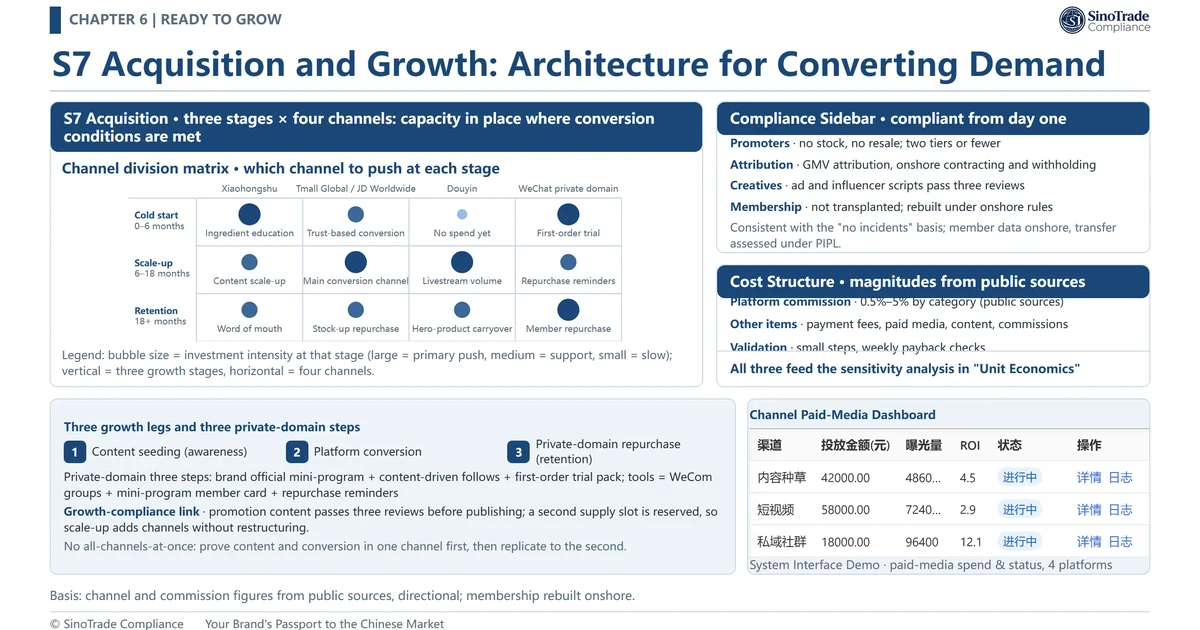 CHAPTER 6 | READY TO GROW
SinoTrade
Compliance
S7 Acquisition and Growth: Architecture for Converting Demand
S7 Acquisition • three stages × four channels: capacity in place where conversion
conditions are met
Channel division matrix • which channel to push at each stage
Xiaohongshu Tmall Global / JD Worldwide Douyin WeChat private domain
Cold start
0–6 months
Ingredient education Trust-based conversion No spend yet First-order trial
Scale-up
6–18 months
Content scale-up Main conversion channel Livestream volume Repurchase reminders
Retention
18+ months
Word of mouth Stock-up repurchase Hero-product carryover Member repurchase
Legend: bubble size = investment intensity at that stage (large = primary push, medium = support, small = slow);
vertical = three growth stages, horizontal = four channels.
Compliance Sidebar • compliant from day one
Promoters · no stock, no resale; two tiers or fewer
Attribution · GMV attribution, onshore contracting and withholding
Creatives · ad and influencer scripts pass three reviews
Membership · not transplanted; rebuilt under onshore rules
Consistent with the "no incidents" basis; member data onshore, transfer
assessed under PIPL.
Cost Structure • magnitudes from public sources
Platform commission · 0.5%–5% by category (public sources)
Other items · payment fees, paid media, content, commissions
Validation · small steps, weekly payback checks
All three feed the sensitivity analysis in "Unit Economics"
Three growth legs and three private-domain steps
1 Content seeding (awareness)
2 Platform conversion
3 Private-domain repurchase
(retention)
Private-domain three steps: brand official mini-program + content-driven follows + first-order trial pack; tools = WeCom
groups + mini-program member card + repurchase reminders
Growth-compliance link · promotion content passes three reviews before publishing; a second supply slot is reserved, so
scale-up adds channels without restructuring.
No all-channels-at-once: prove content and conversion in one channel first, then replicate to the second.
Channel Paid-Media Dashboard
渠道 投放金额(元) 曝光量 ROI 状态 操作
内容种草 42000.00 4860... 4.5 进行中 详情 日志
短视频 58000.00 7240... 2.9 进行中 详情 日志
私域社群 18000.00 96400 12.1 进行中 详情 日志
System Interface Demo · paid-media spend & status, 4 platforms
Basis: channel and commission figures from public sources, directional; membership rebuilt onshore.
© SinoTrade Compliance Your Brand's Passport to the Chinese Market